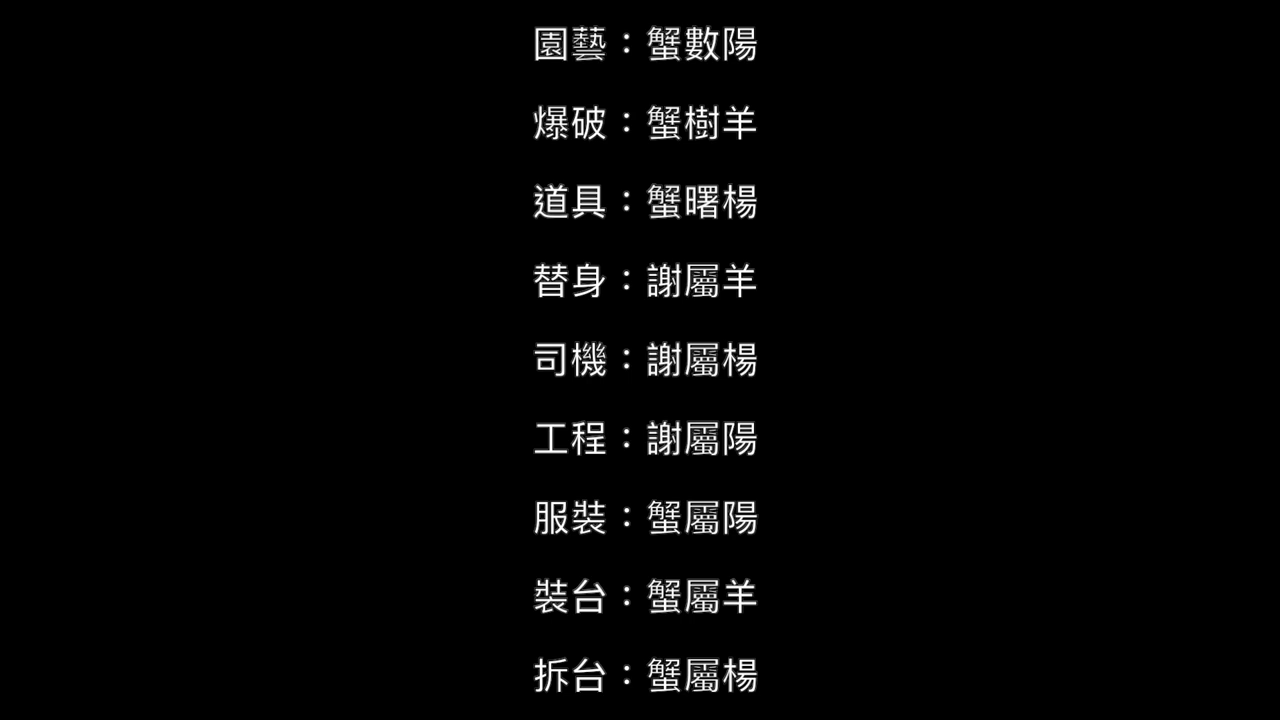 園藝：蟹數陽
爆破：蟹樹羊
道具：蟹曙楊
替身：謝屬羊
司機：謝屬楊
工程：謝屬陽
服裝：蟹屬陽
裝台：蟹屬羊
拆台：蟹屬楊